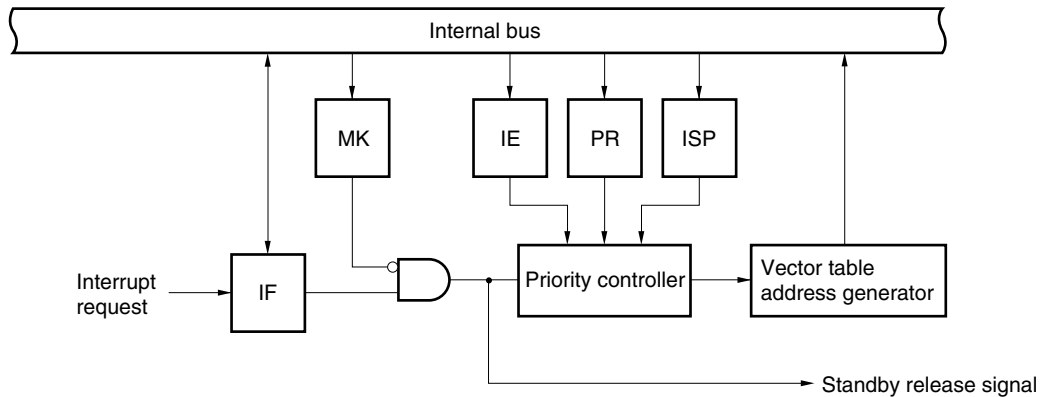 Internal bus
MK
IE
PR
ISP
Interrupt
request
IF
Priority controller
Vector table
address generator
Standby release signal